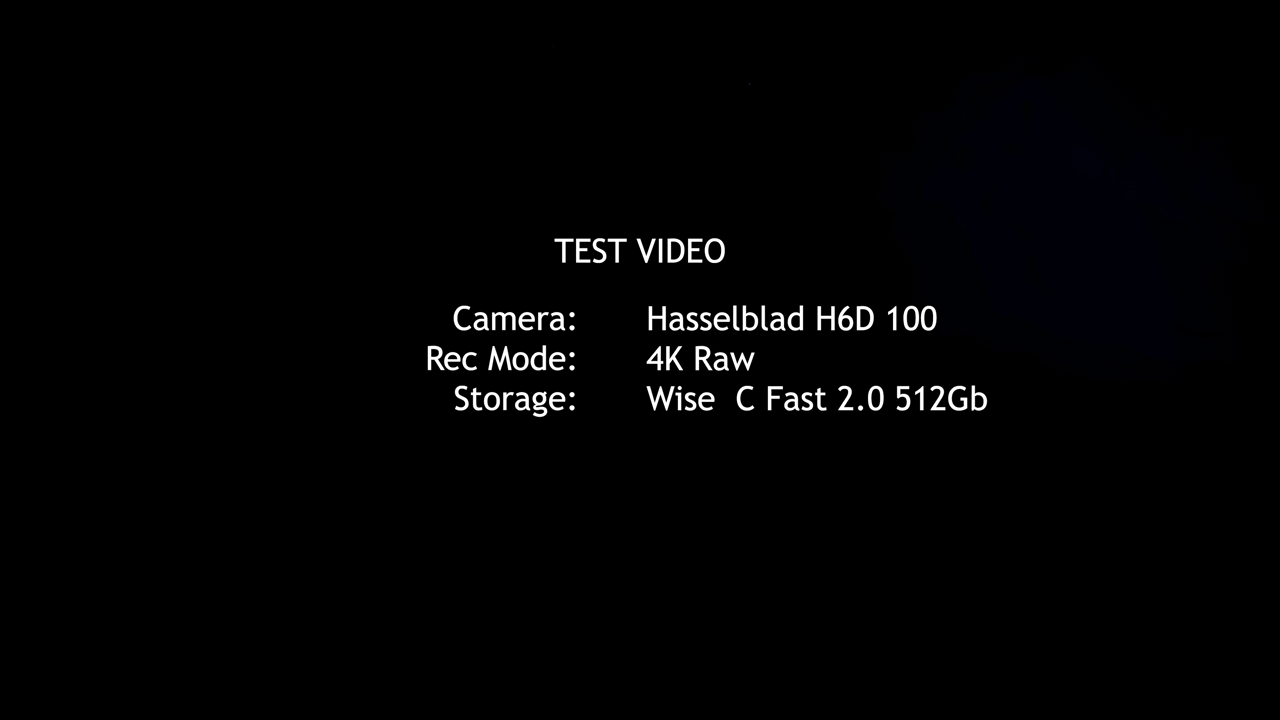 TEST VIDEO
Camera: Hasselblad H6D 100
Rec Mode: 4K Raw
Storage: Wise  C Fast 2.0 512Gb